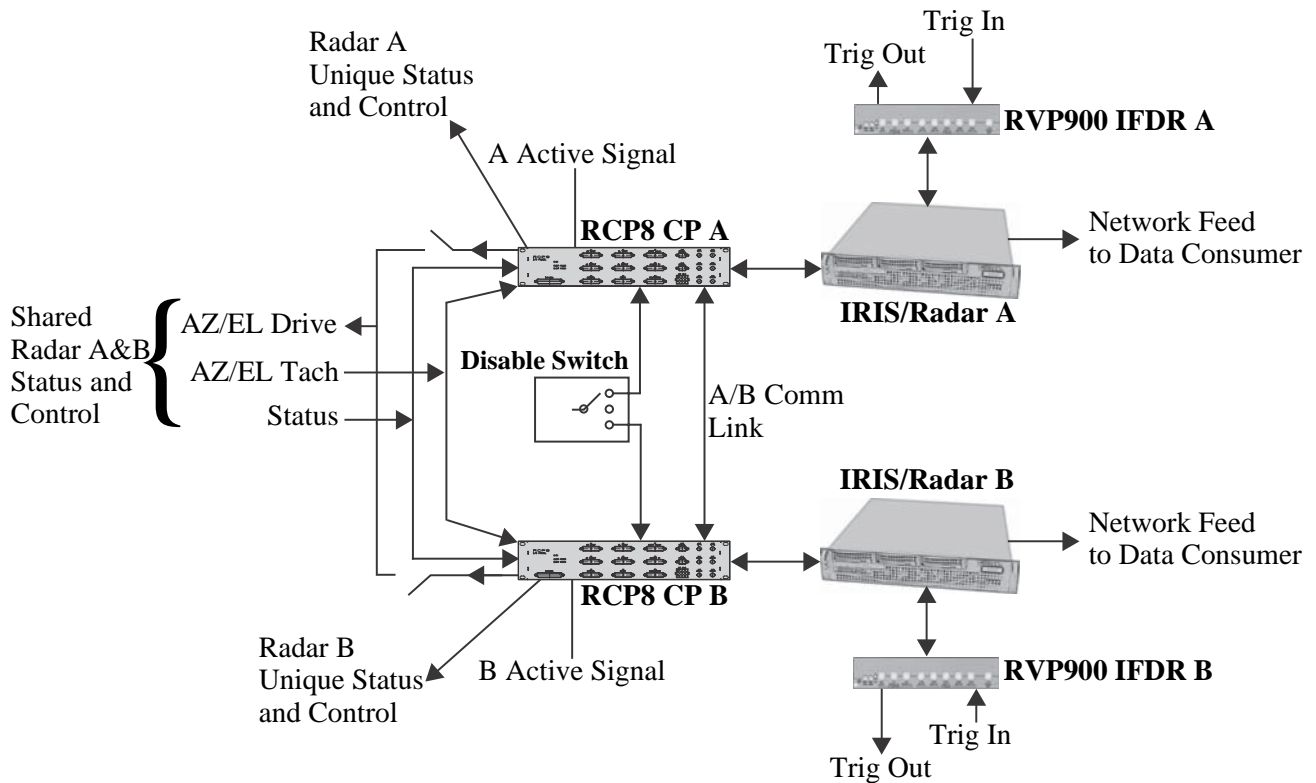 Trig In
Trig Out
Radar A
Unique Status
and Control
RVP900 IFDR A
A Active Signal
RCP8 CP A
Network Feed
to Data Consumer
IRIS/Radar A
Shared
Radar A&B
Status and
Control
{
AZ/EL Drive
AZ/EL Tach
Status
Disable Switch
A/B Comm
Link
IRIS/Radar B
Network Feed
to Data Consumer
RCP8 CP B
Radar B
Unique Status
and Control
B Active Signal
RVP900 IFDR B
Trig In
Trig Out